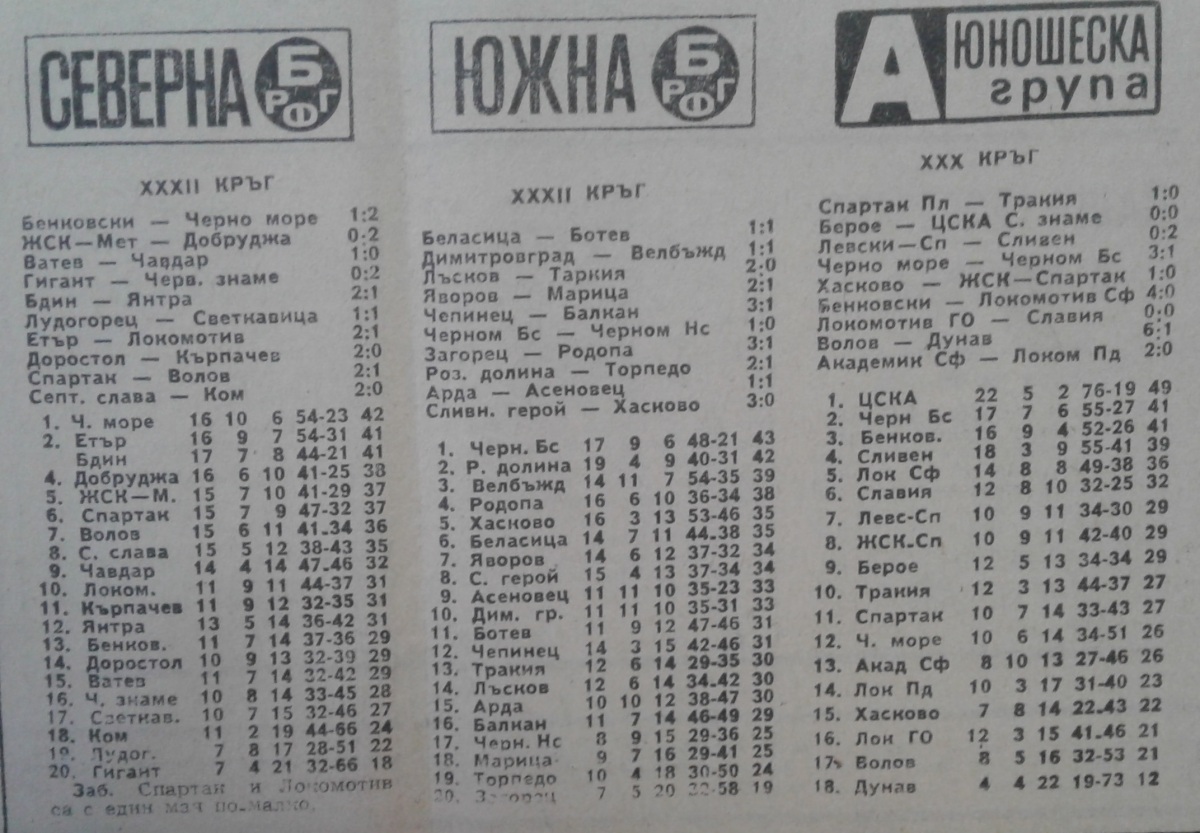 СЕВЕРНА Б РФГ
XXXII КРЪГ
Бенковски — Черно море 1:2
ЖСК—Мет — Добруджа 0:2
Ватев — Чавдар 1:0
Гигант — Черв. знаме 0:2
Бдин — Янтра 2:1
Лудогорец — Светкавица 1:1
Етър — Локомотив 2:1
Доростол — Кърпачев 2:0
Спартак — Волов 2:1
Септ. слава — Ком 2:0
1. Ч. море 16 10 6 54-23 42
2. Етър 16 9 7 54-31 41
Бдин 17 7 8 44-21 41
4. Добруджа 16 6 10 41-25 38
5. ЖСК—М. 15 7 10 41-29 37
6. Спартак 15 7 9 47-32 37
7. Волов 15 6 11 41-34 36
8. С. слава 15 5 12 38-43 35
9. Чавдар 14 4 14 47-46 32
10. Локом. 11 9 11 44-37 31
11. Кърпачев 11 9 12 32-35 31
12. Янтра 13 5 14 36-42 31
13. Бенков. 11 7 14 37-36 29
14. Доростол 10 9 13 32-39 29
15. Ватев 11 7 14 32-42 29
16. Ч. знаме 10 8 14 33-45 28
17. Светкав. 10 7 15 32-46 27
18. Ком 11 2 19 44-66 24
19. Лудог. 7 8 17 28-51 22
20. Гигант 7 4 21 32-66 18
Заб. Спартак и Локомотив
са с един мач по-малко.
ЮЖНА Б РФГ
XXXII КРЪГ
Беласица — Ботев 1:1
Димитровград — Велбъжд 1:1
Лъсков — Таркия 2:0
Яворов — Марица 2:1
Чепинец — Балкан 3:1
Черном Бс — Черном Нс 1:0
Загорец — Родопа 3:1
Роз. долина — Торпедо 2:1
Арда — Асеновец 1:1
Сливн. герой — Хасково 3:0
1. Черн. Бс 17 9 6 48-21 43
2. Р. долина 19 4 9 40-31 42
3. Велбъжд 14 11 7 54-35 39
4. Родопа 16 6 10 36-34 38
5. Хасково 16 3 13 53-46 35
6. Беласица 14 7 11 44-38 35
7. Яворов 14 6 12 37-32 34
8. С. герой 15 4 13 37-34 34
9. Асеновец 11 11 10 35-23 33
10. Дим. гр. 11 11 10 35-31 33
11. Ботев 11 9 12 47-46 31
12. Чепинец 14 3 15 42-46 31
13. Тракия 12 6 14 29-35 30
14. Лъсков 12 6 14 34-42 30
15. Арда 10 10 12 38-47 30
16. Балкан 11 7 14 46-49 29
17. Черн. Нс 8 9 15 29-36 25
18. Марица 9 7 16 29-41 25
19. Торпедо 10 4 18 30-50 24
20. Загорец 7 5 20 22-58 19
А ЮНОШЕСКА
група
XXX КРЪГ
Спартак Пл — Тракия 1:0
Берое — ЦСКА С. знаме 0:0
Левски—Сп — Сливен 0:2
Черно море — Черном Бс 3:1
Хасково — ЖСК—Спартак 1:0
Бенковски — Локомотив Сф 4:0
Локомотив ГО — Славия 0:0
Волов — Дунав 6:1
Академик Сф — Локом Пд 2:0
1. ЦСКА 22 5 2 76-19 49
2. Черн Бс 17 7 6 55-27 41
3. Бенков. 16 9 4 52-26 41
4. Сливен 18 3 9 55-41 39
5. Лок Сф 14 8 8 49-38 36
6. Славия 12 8 10 32-25 32
7. Левс-Сп 10 9 11 34-30 29
8. ЖСК-Сп 10 9 11 42-40 29
9. Берое 12 5 13 34-34 29
10. Тракия 12 3 13 44-37 27
11. Спартак 10 7 14 33-43 27
12. Ч. море 10 6 14 34-51 26
13. Акад Сф 8 10 13 27-46 26
14. Лок Пд 10 3 17 31-40 23
15. Хасково 7 8 14 22-43 22
16. Лок ГО 12 3 15 41-46 21
17. Волов 8 5 16 32-53 21
18. Дунав 4 4 22 19-73 12